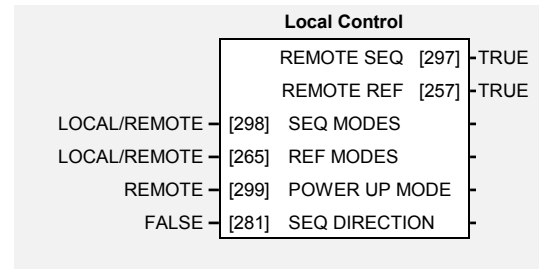 Local Control
REMOTE SEQ [297] TRUE
REMOTE REF [257] TRUE
LOCAL/REMOTE [298] SEQ MODES
LOCAL/REMOTE [265] REF MODES
REMOTE [299] POWER UP MODE
FALSE [281] SEQ DIRECTION